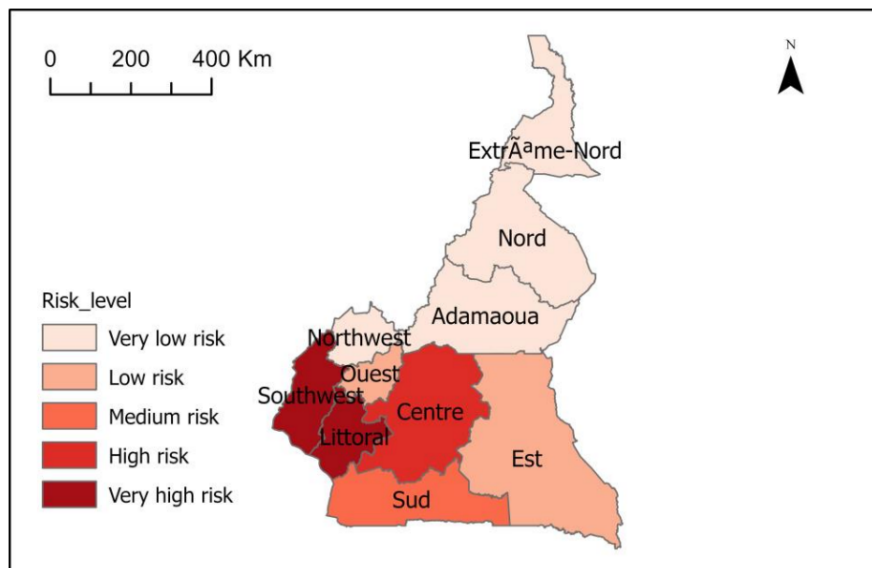 0 200 400 Km
N
ExtrÃªme-Nord
Nord
Adamaoua
Northwest
Ouest
Southwest
Centre
Littoral
Est
Sud
Risk_level
Very low risk
Low risk
Medium risk
High risk
Very high risk